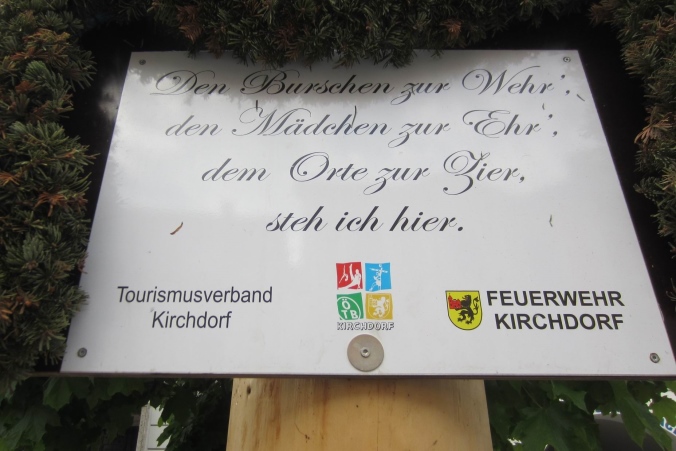 Den Burschen zur Wehr',
den Mädchen zur Ehr',
dem Orte zur Zier,
steh ich hier.
Tourismusverband
Kirchdorf
ÖTB
KIRCHDORF
FEUERWEHR
KIRCHDORF